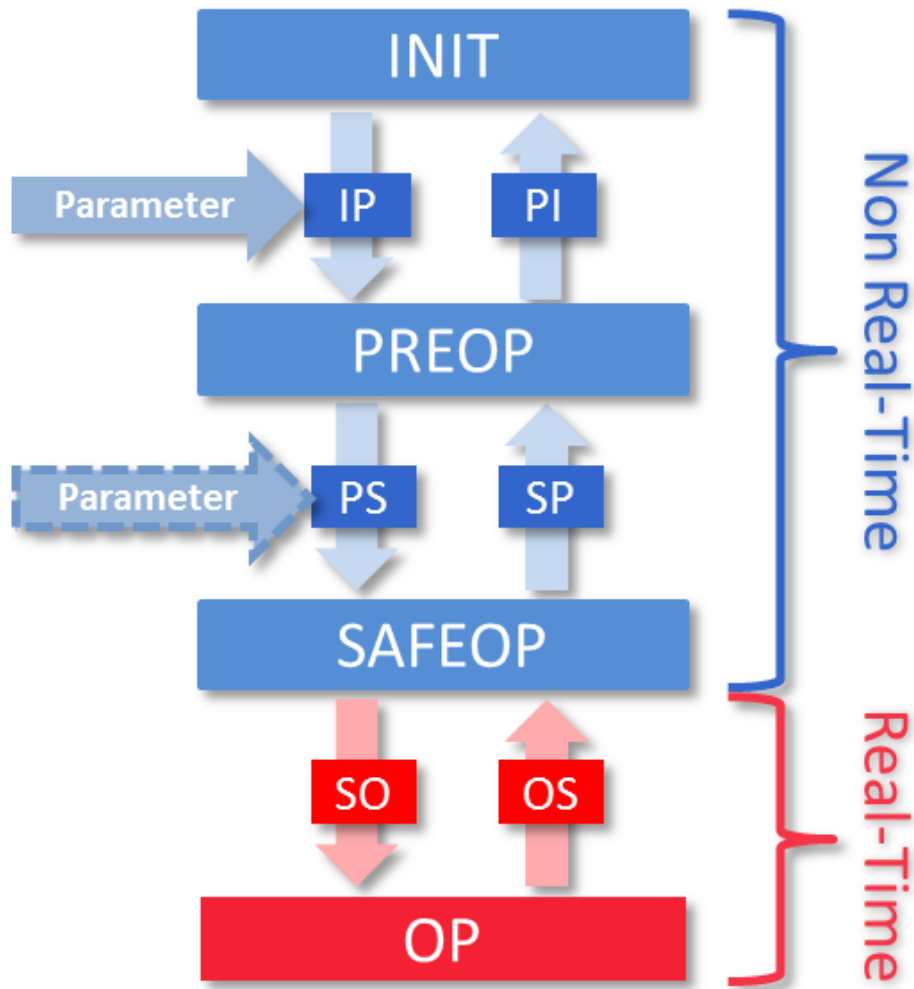 INIT
Parameter
IP
PI
PREOP
Parameter
PS
SP
SAFEOP
SO
OS
OP
Non Real-Time
Real-Time